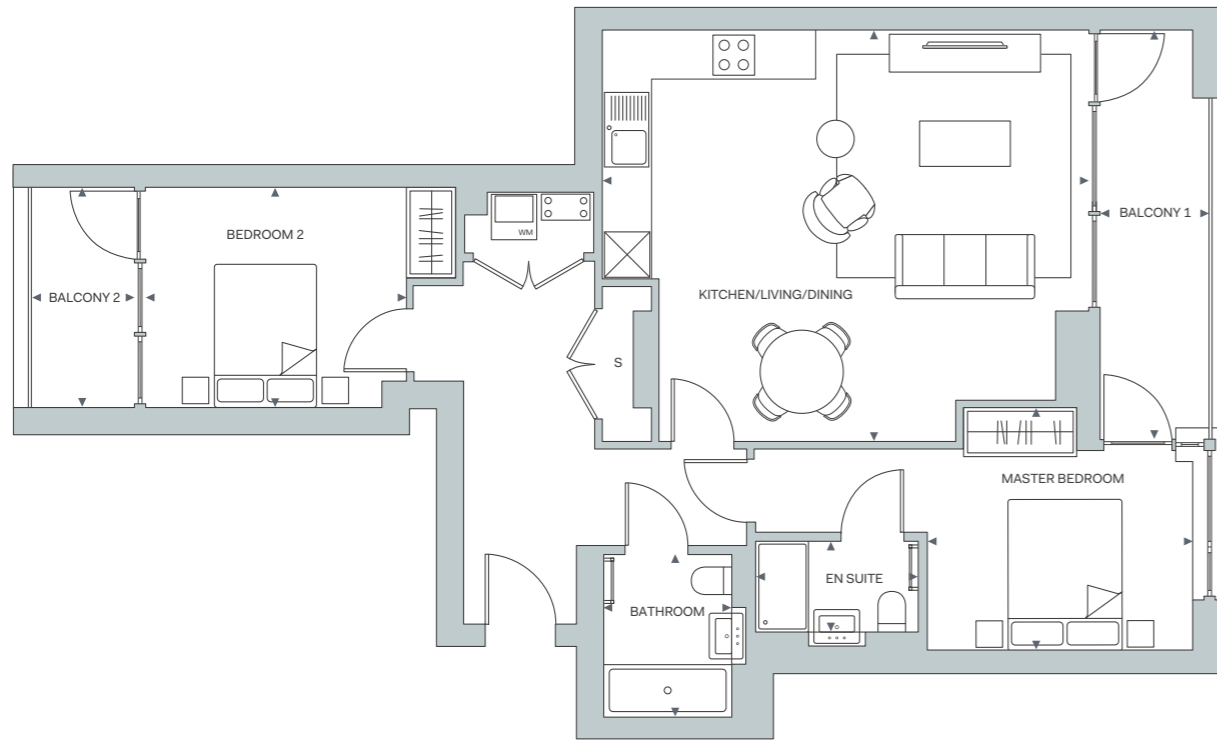 BEDROOM 2
WM
BALCONY 1
BALCONY 2
KITCHEN/LIVING/DINING
S
MASTER BEDROOM
EN SUITE
BATHROOM